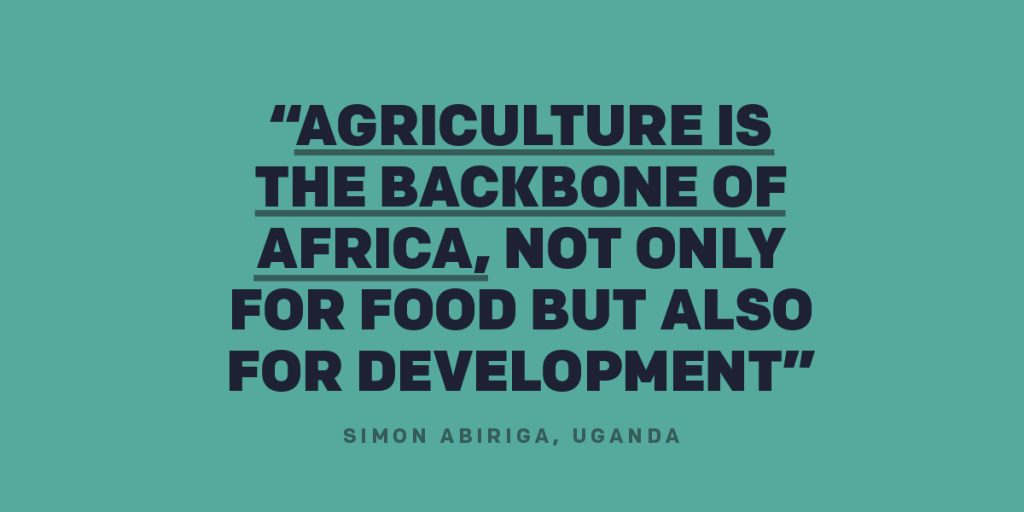 “AGRICULTURE IS
THE BACKBONE OF
AFRICA, NOT ONLY
FOR FOOD BUT ALSO
FOR DEVELOPMENT”
SIMON ABIRIGA, UGANDA